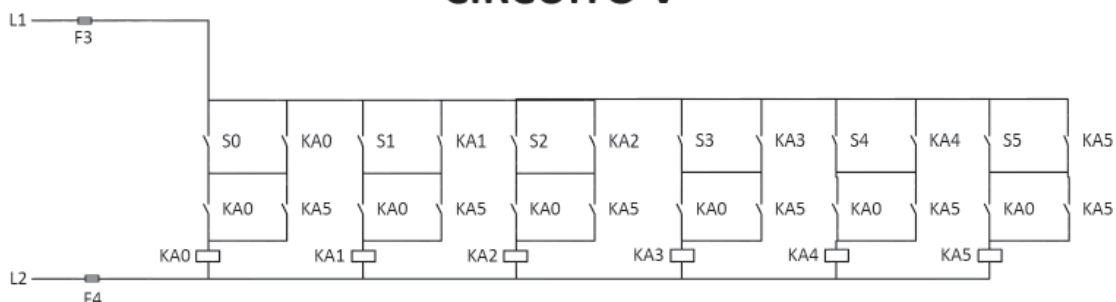 CIRCUITO V
L1
F3
S0 KA0 S1 KA1 S2 KA2 S3 KA3 S4 KA4 S5 KA5
KA0 KA5 KA0 KA5 KA0 KA5 KA0 KA5 KA0 KA5 KA0 KA5
KA0 KA1 KA2 KA3 KA4 KA5
L2
F4